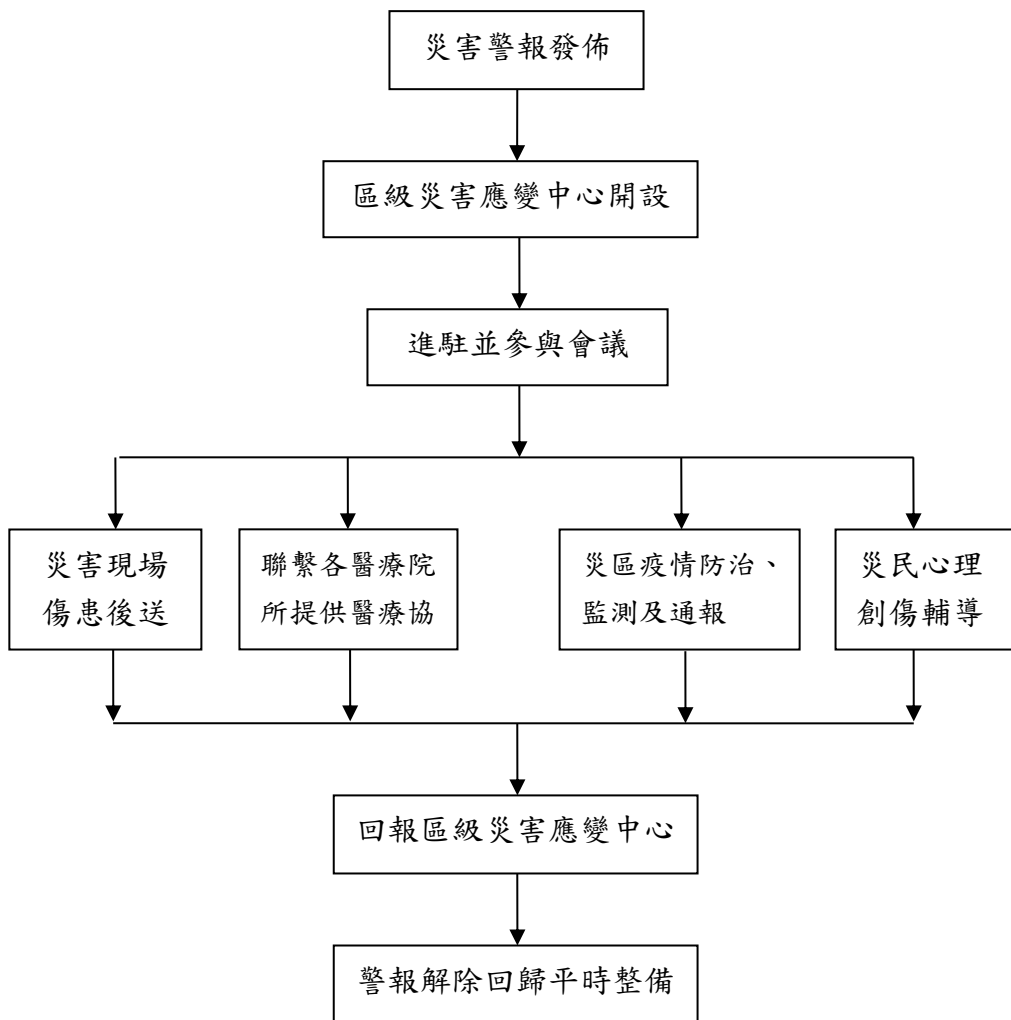 災害警報發佈
區級災害應變中心開設
進駐並參與會議
災害現場
傷患後送
聯繫各醫療院
所提供醫療協
災區疫情防治、
監測及通報
災民心理
創傷輔導
回報區級災害應變中心
警報解除回歸平時整備